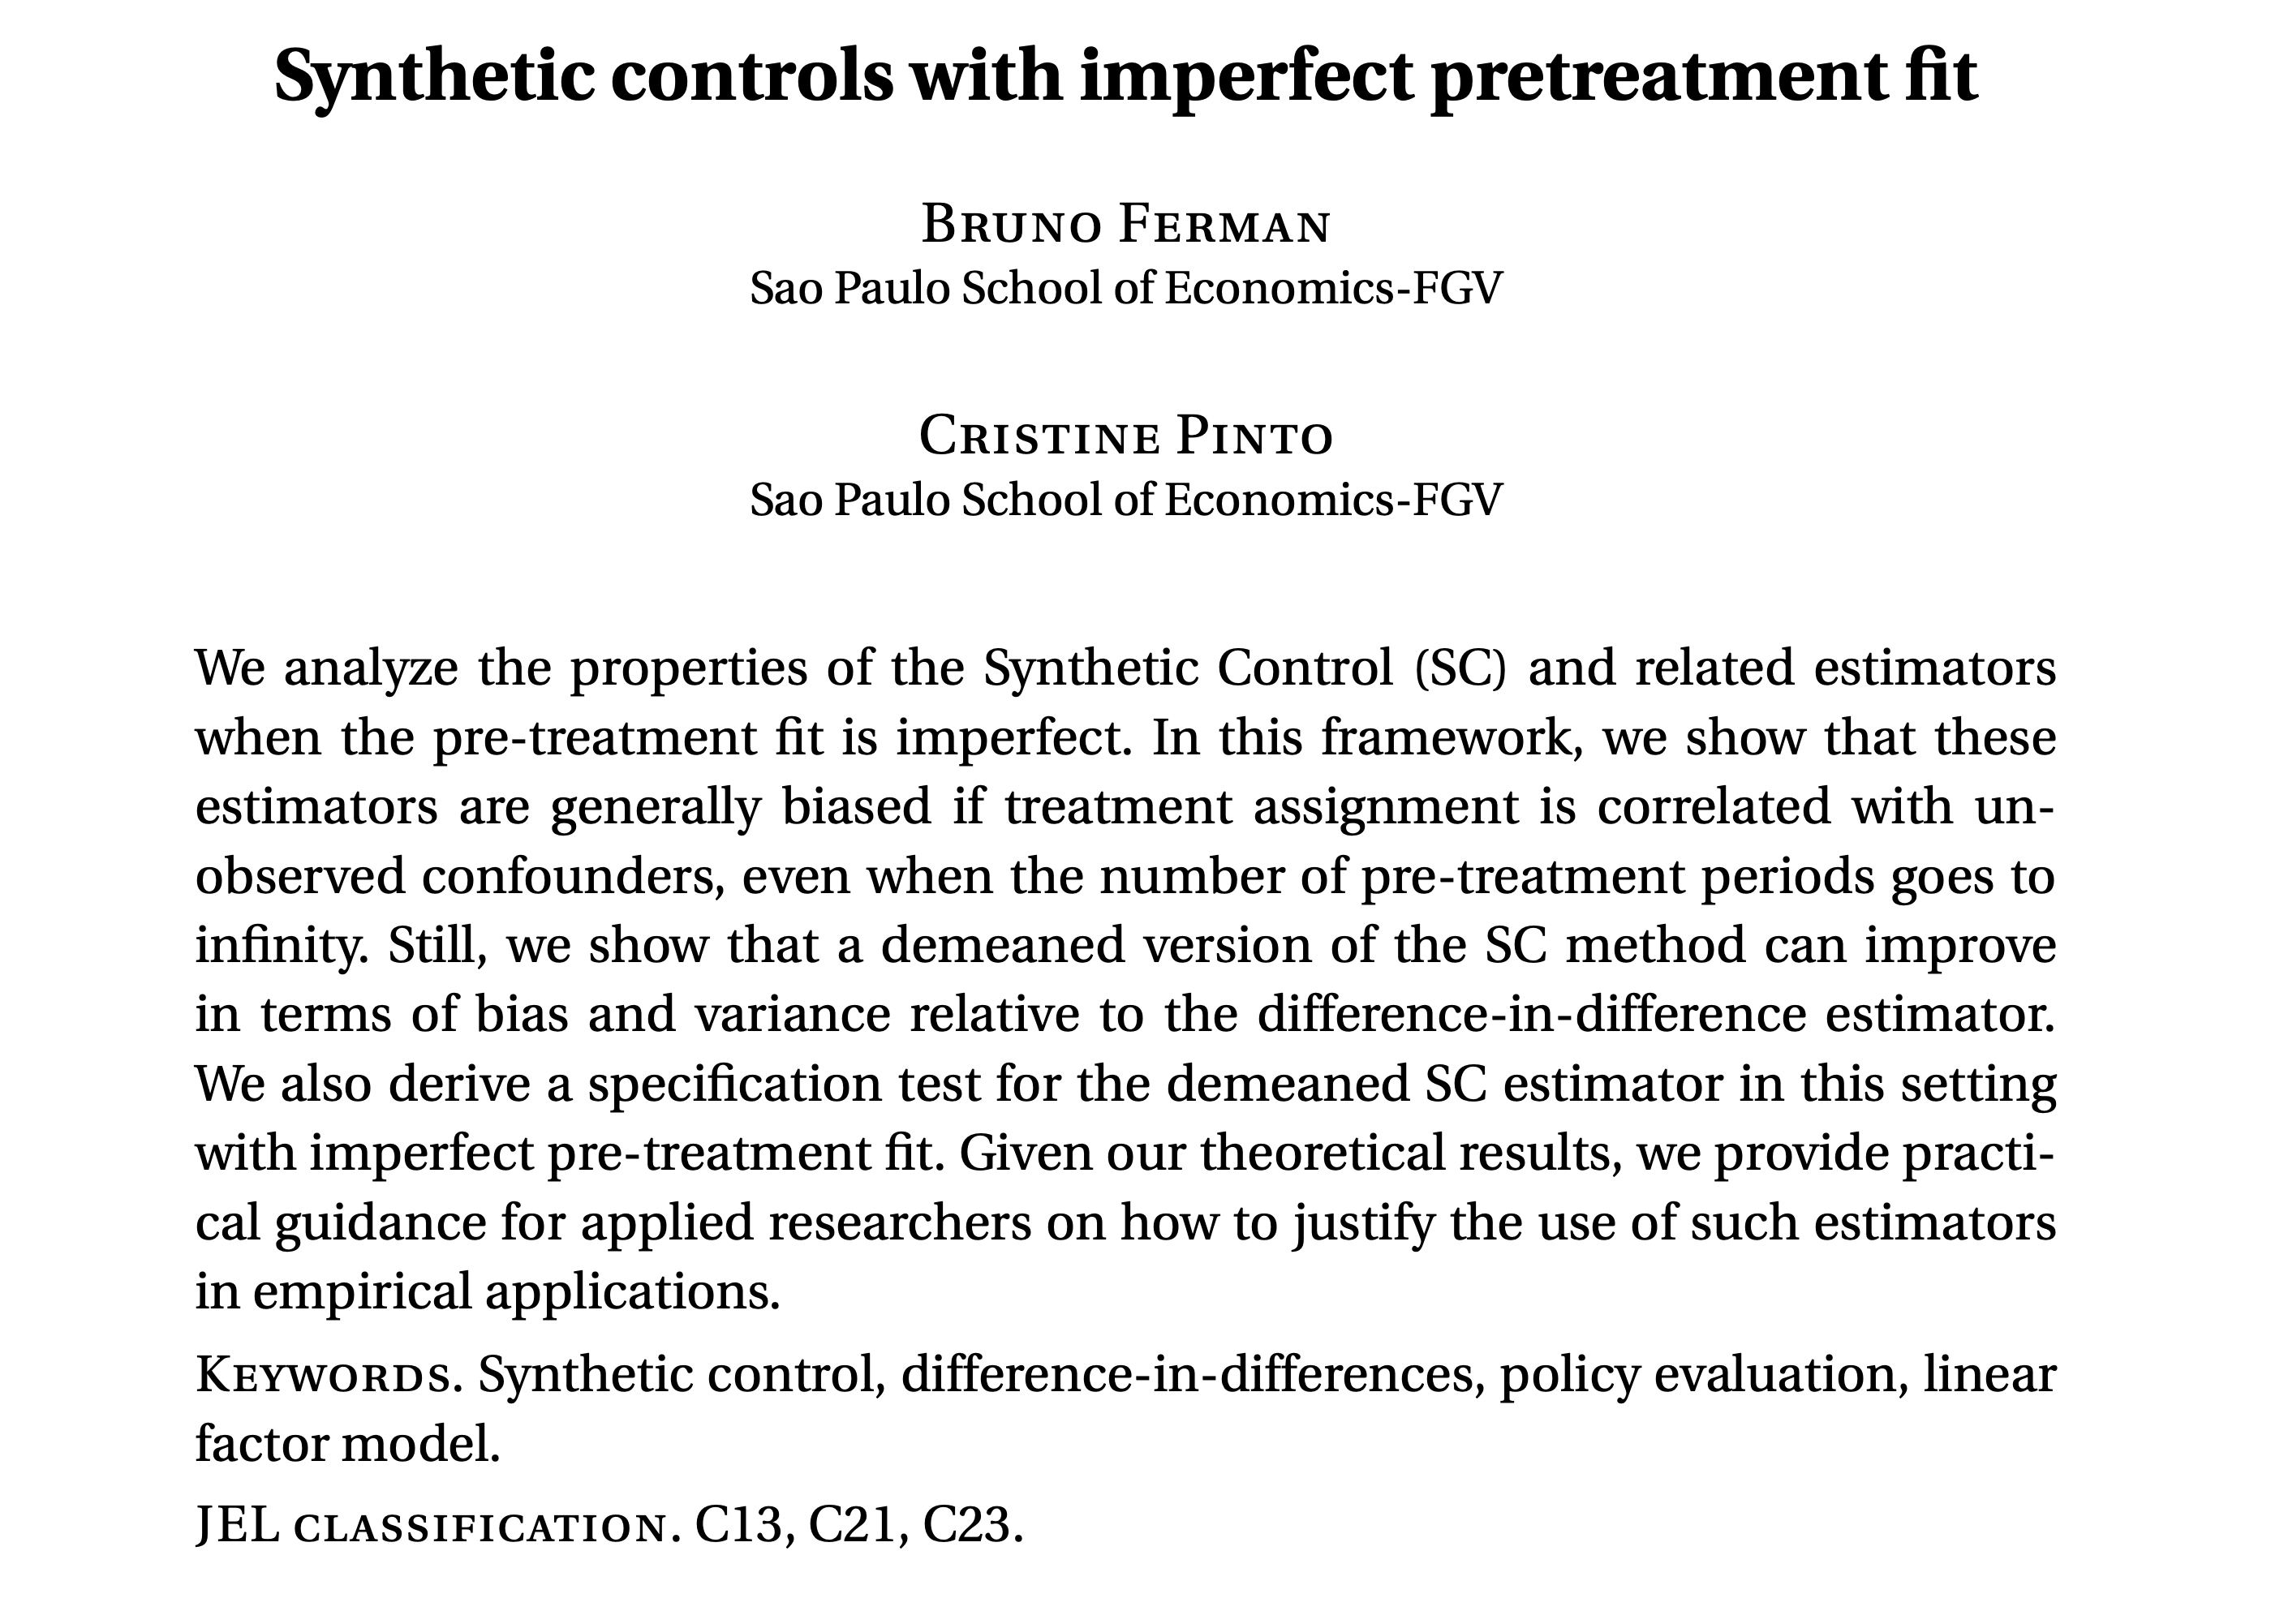 Synthetic controls with imperfect pretreatment fit
Bruno Ferman
Sao Paulo School of Economics-FGV
Cristine Pinto
Sao Paulo School of Economics-FGV
We analyze the properties of the Synthetic Control (SC) and related estimators
when the pre-treatment fit is imperfect. In this framework, we show that these
estimators are generally biased if treatment assignment is correlated with un-
observed confounders, even when the number of pre-treatment periods goes to
infinity. Still, we show that a demeaned version of the SC method can improve
in terms of bias and variance relative to the difference-in-difference estimator.
We also derive a specification test for the demeaned SC estimator in this setting
with imperfect pre-treatment fit. Given our theoretical results, we provide practi-
cal guidance for applied researchers on how to justify the use of such estimators
in empirical applications.
Keywords. Synthetic control, difference-in-differences, policy evaluation, linear
factor model.
JEL classification. C13, C21, C23.